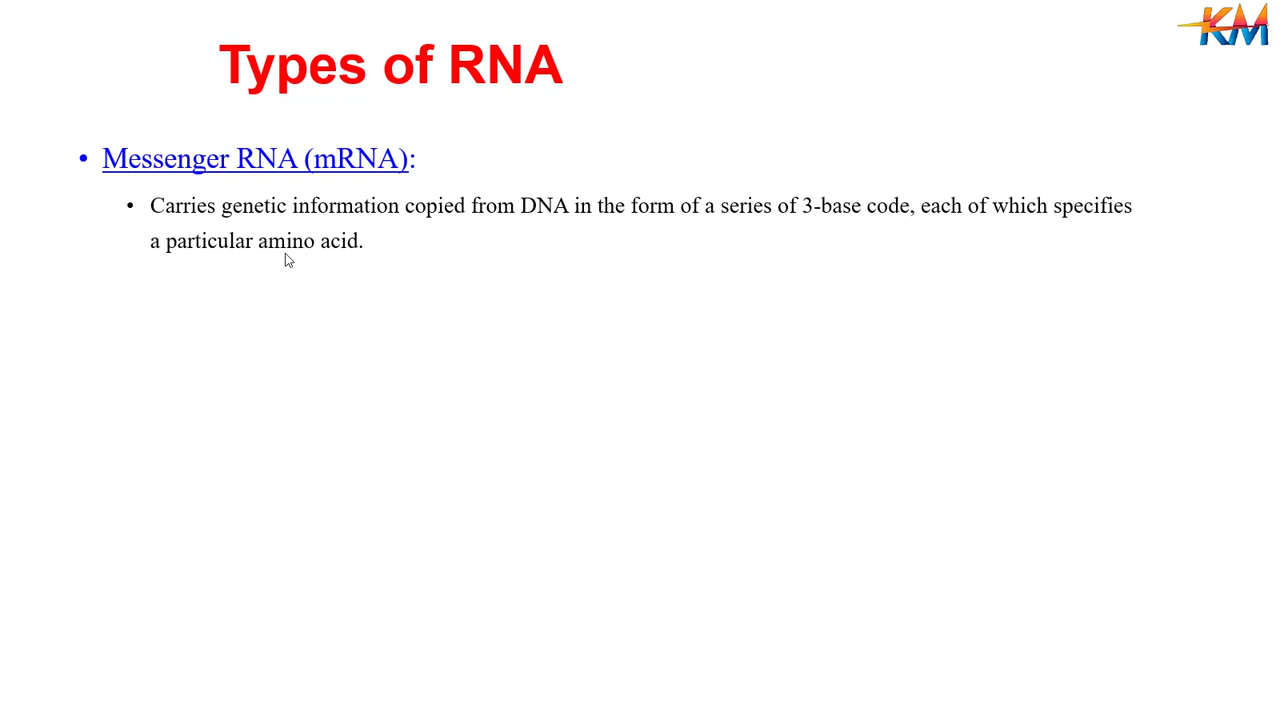 KM
Types of RNA
• Messenger RNA (mRNA):
• Carries genetic information copied from DNA in the form of a series of 3-base code, each of which specifies
a particular amino acid.